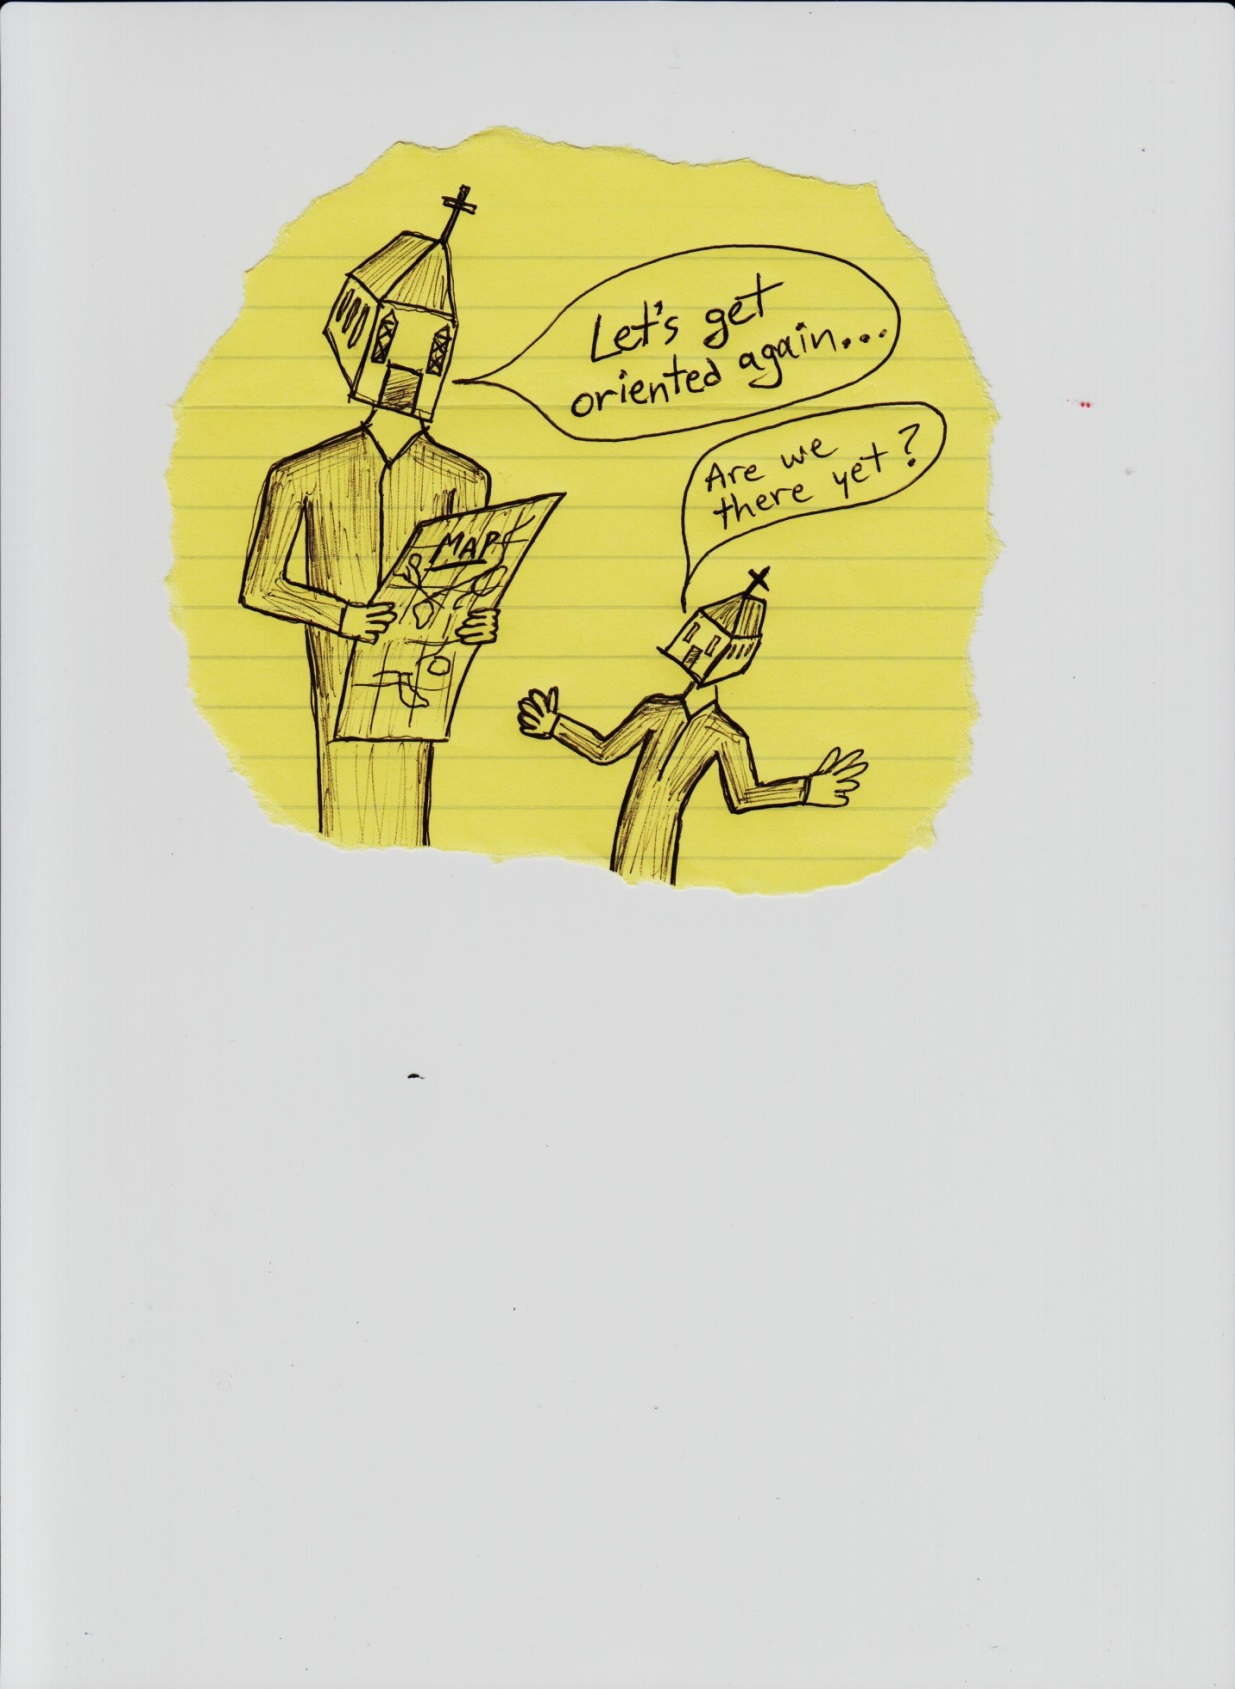 Let's get
oriented again...
Are we
there yet?
MAP